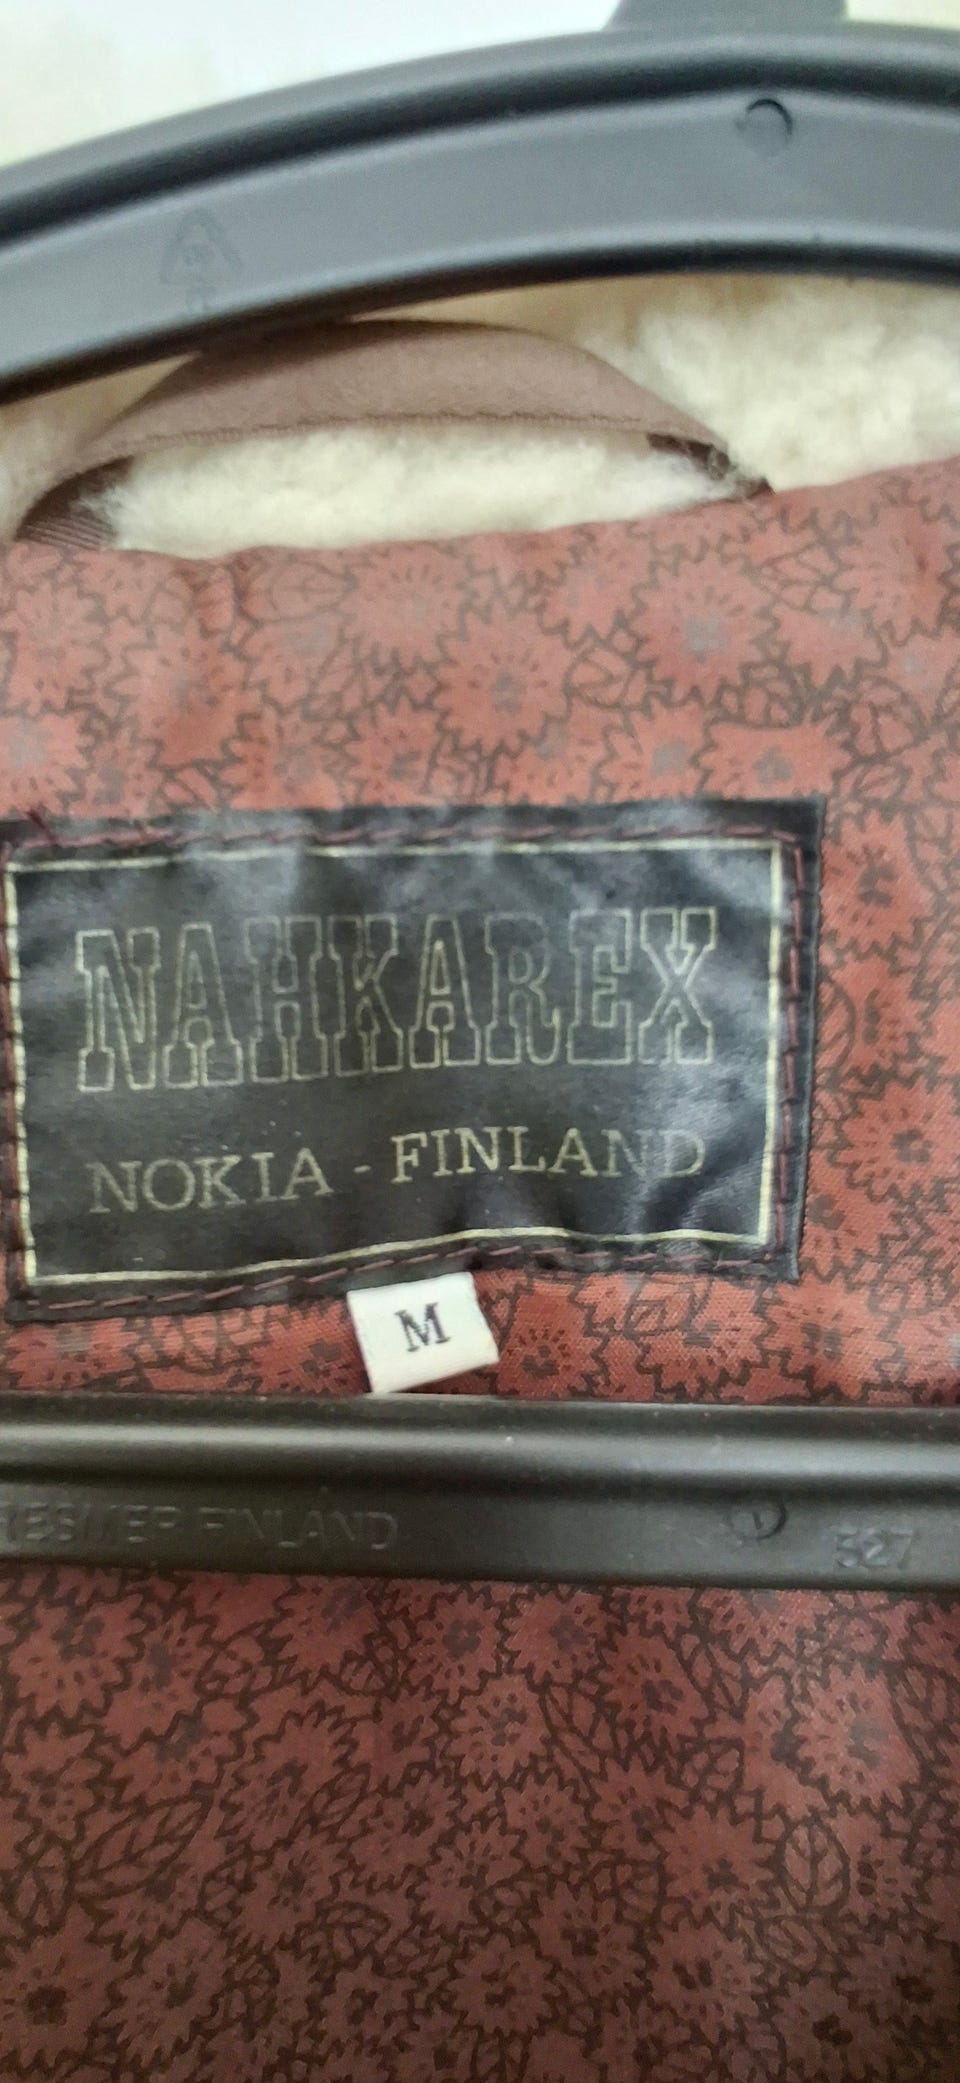 NAHKAREX
NOKIA - FINLAND
M
FINLAND
527